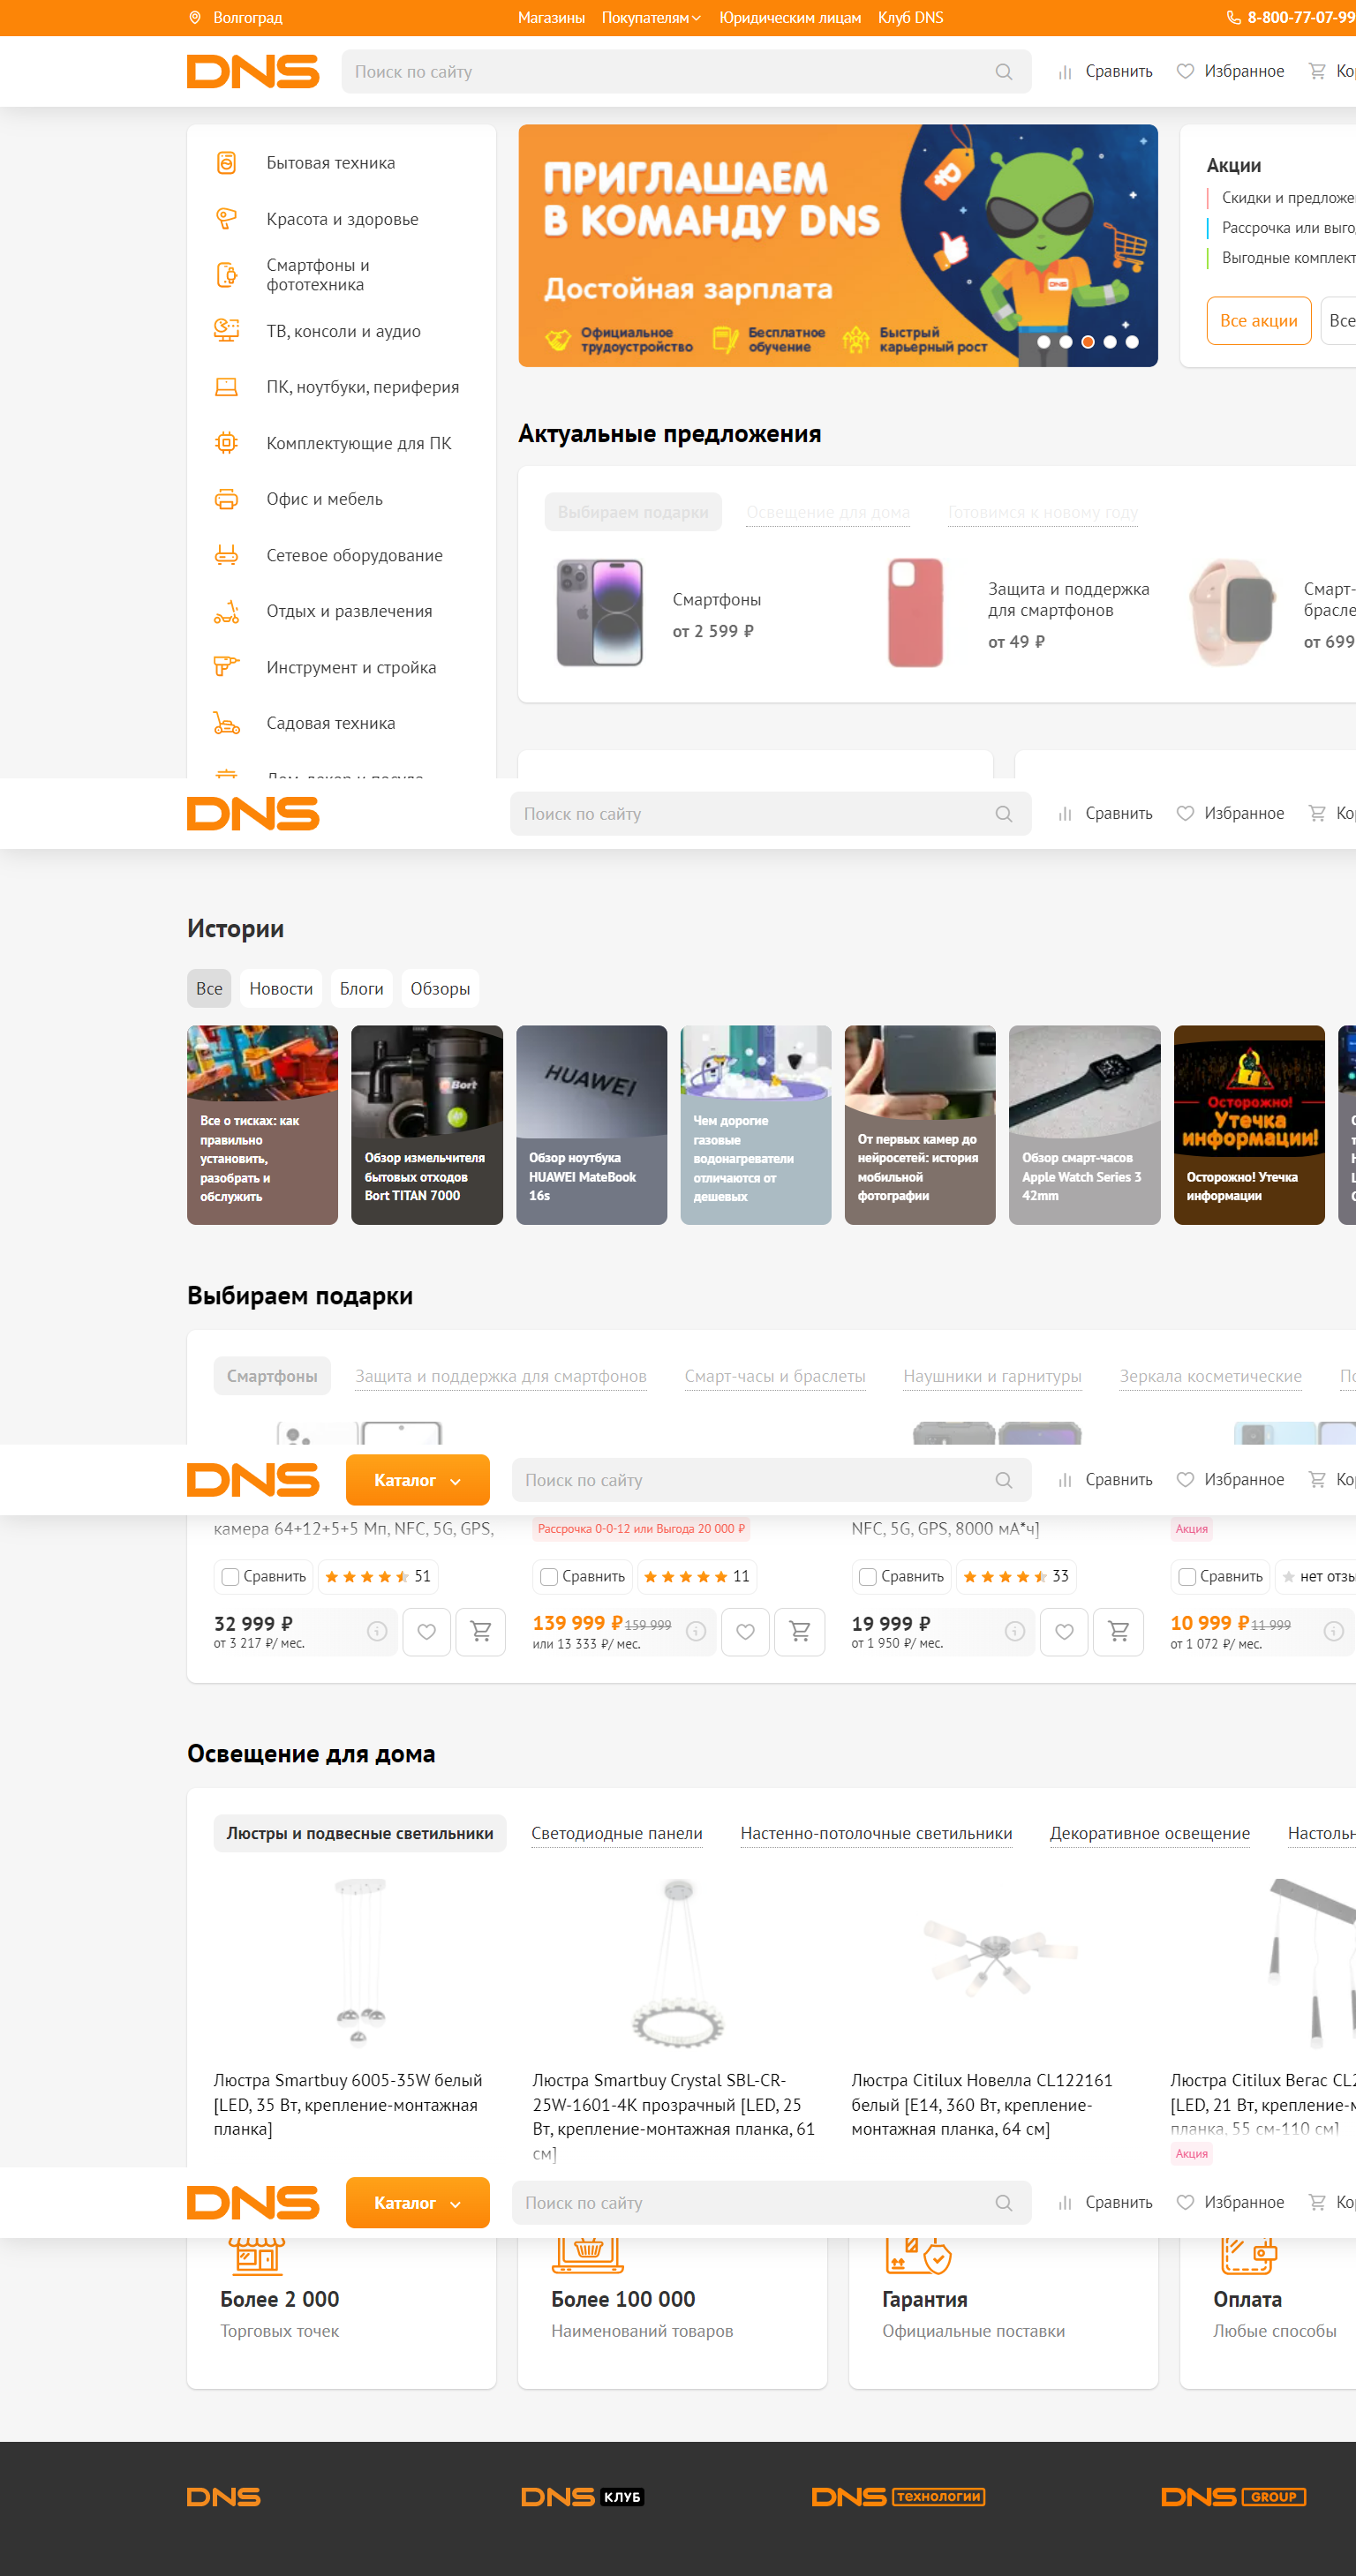 Волгоград
Магазины Покупателям Юридическим лицам Клуб DNS
8-800-77-07-99
DNS
Поиск по сайту
Сравнить Избранное
Бытовая техника
Красота и здоровье
Смартфоны и
фототехника
ТВ, консоли и аудио
ПК, ноутбуки, периферия
Комплектующие для ПК
Офис и мебель
Сетевое оборудование
Отдых и развлечения
Инструмент и стройка
Садовая техника
Дом, декор и посуда
ПРИГЛАШАЕМ
В КОМАНДУ DNS
Достойная зарплата
Официальное
трудоустройство
Бесплатное
обучение
Быстрый
карьерный рост
DNS
Акции
Скидки и предложе
Рассрочка или выго
Выгодные комплект
Все акции
Все
Актуальные предложения
Выбираем подарки Освещение для дома Готовимся к новому году
Смартфоны
от 2 599 ₽
Защита и поддержка
для смартфонов
от 49 ₽
Смарт-
брасле
от 699
DNS
Поиск по сайту
Сравнить Избранное
Истории
Все Новости Блоги Обзоры
Все о тисках: как
правильно
установить,
разобрать и
обслужить
Bort
Обзор измельчителя
бытовых отходов
Bort TITAN 7000
HUAWEI
Обзор ноутбука
HUAWEI MateBook
16s
Чем дорогие
газовые
водонагреватели
отличаются от
дешевых
От первых камер до
нейросетей: история
мобильной
фотографии
Обзор смарт-часов
Apple Watch Series 3
42mm
Осторожно!
Утечка
информации!
Осторожно! Утечка
информации
Выбираем подарки
Смартфоны Защита и поддержка для смартфонов Смарт-часы и браслеты Наушники и гарнитуры Зеркала косметические
DNS
Каталог
Поиск по сайту
Сравнить Избранное
камера 64+12+5+5 Мп, NFC, 5G, GPS,
Рассрочка 0-0-12 или Выгода 20 000 ₽
NFC, 5G, GPS, 8000 мА*ч]
Акция
Сравнить 51
Сравнить 11
Сравнить 33
Сравнить нет отзы
32 999 ₽
от 3 217 ₽/ мес.
139 999 ₽ 159 999
или 13 333 ₽/ мес.
19 999 ₽
от 1 950 ₽/ мес.
10 999 ₽ 11 999
от 1 072 ₽/ мес.
Освещение для дома
Люстры и подвесные светильники Светодиодные панели Настенно-потолочные светильники Декоративное освещение Настольн
Люстра Smartbuy 6005-35W белый
[LED, 35 Вт, крепление-монтажная
планка]
Люстра Smartbuy Crystal SBL-CR-
25W-1601-4K прозрачный [LED, 25
Вт, крепление-монтажная планка, 61
см]
Люстра Citilux Новелла CL122161
белый [E14, 360 Вт, крепление-
монтажная планка, 64 см]
Люстра Citilux Вегас CL2
[LED, 21 Вт, крепление-м
планка, 55 см-110 см]
Акция
DNS
Каталог
Поиск по сайту
Сравнить Избранное
Более 2 000
Торговых точек
Более 100 000
Наименований товаров
Гарантия
Официальные поставки
Оплата
Любые способы
DNS
DNS КЛУБ
DNS технологии
DNS GROUP